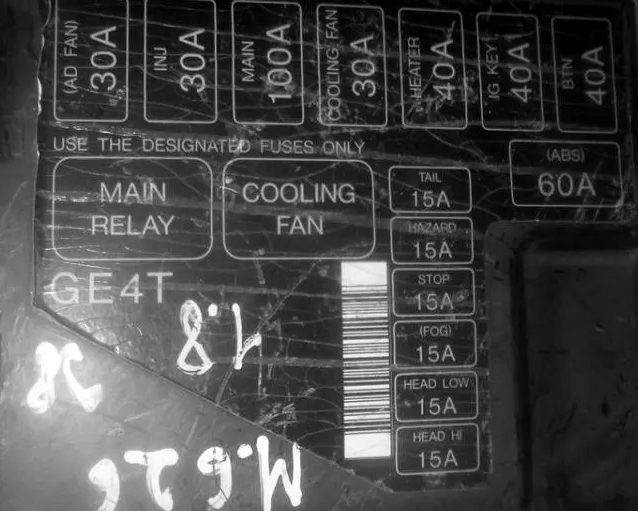 (AD FAN) 30A
INJ 30A
MAIN 100A
COOLING FAN 30A
HEATER 40A
IG KEY 40A
BTN 40A
USE THE DESIGNATED FUSES ONLY
(ABS)
60A
MAIN
RELAY
COOLING
FAN
TAIL
15A
HAZARD
15A
STOP
15A
(FOG)
15A
HEAD LOW
15A
HEAD HI
15A
GE4T